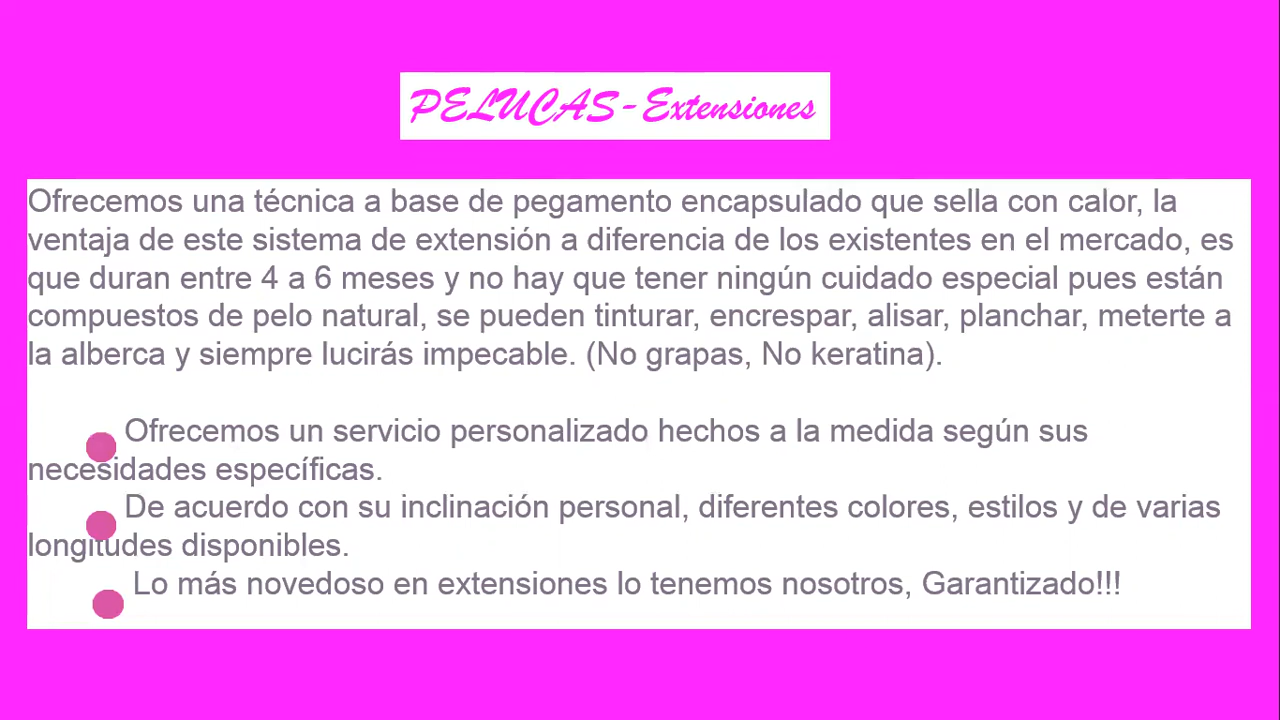 PELUCAS-Extensiones
Ofrecemos una técnica a base de pegamento encapsulado que sella con calor, la
ventaja de este sistema de extensión a diferencia de los existentes en el mercado, es
que duran entre 4 a 6 meses y no hay que tener ningún cuidado especial pues están
compuestos de pelo natural, se pueden tinturar, encrespar, alisar, planchar, meterte a
la alberca y siempre lucirás impecable. (No grapas, No keratina).
Ofrecemos un servicio personalizado hechos a la medida según sus
necesidades específicas.
De acuerdo con su inclinación personal, diferentes colores, estilos y de varias
longitudes disponibles.
Lo más novedoso en extensiones lo tenemos nosotros, Garantizado!!!